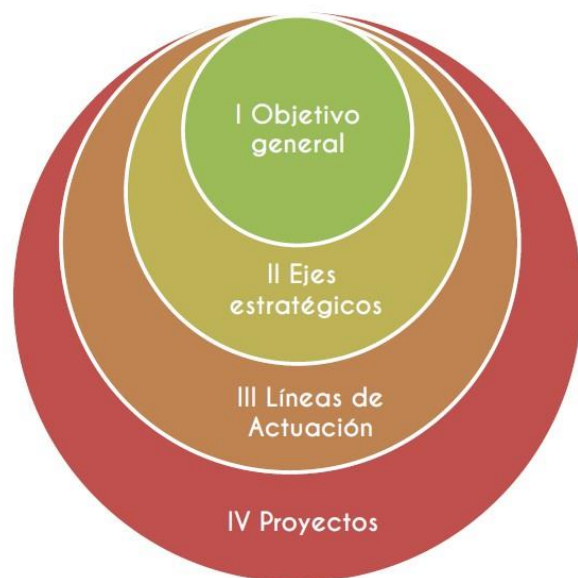 I Objetivo
general
II Ejes
estratégicos
III Líneas de
Actuación
IV Proyectos